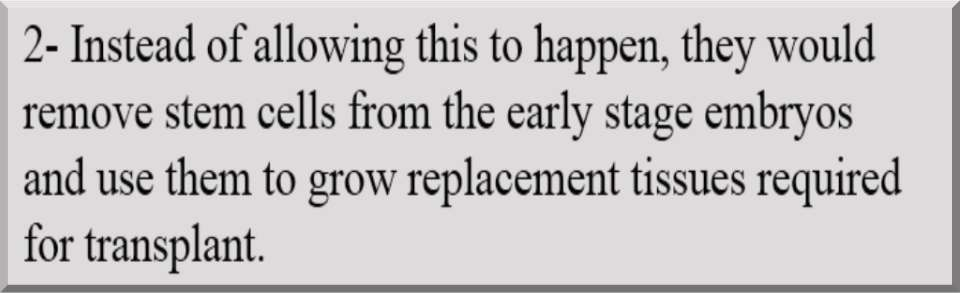 2- Instead of allowing this to happen, they would
remove stem cells from the early stage embryos
and use them to grow replacement tissues required
for transplant.